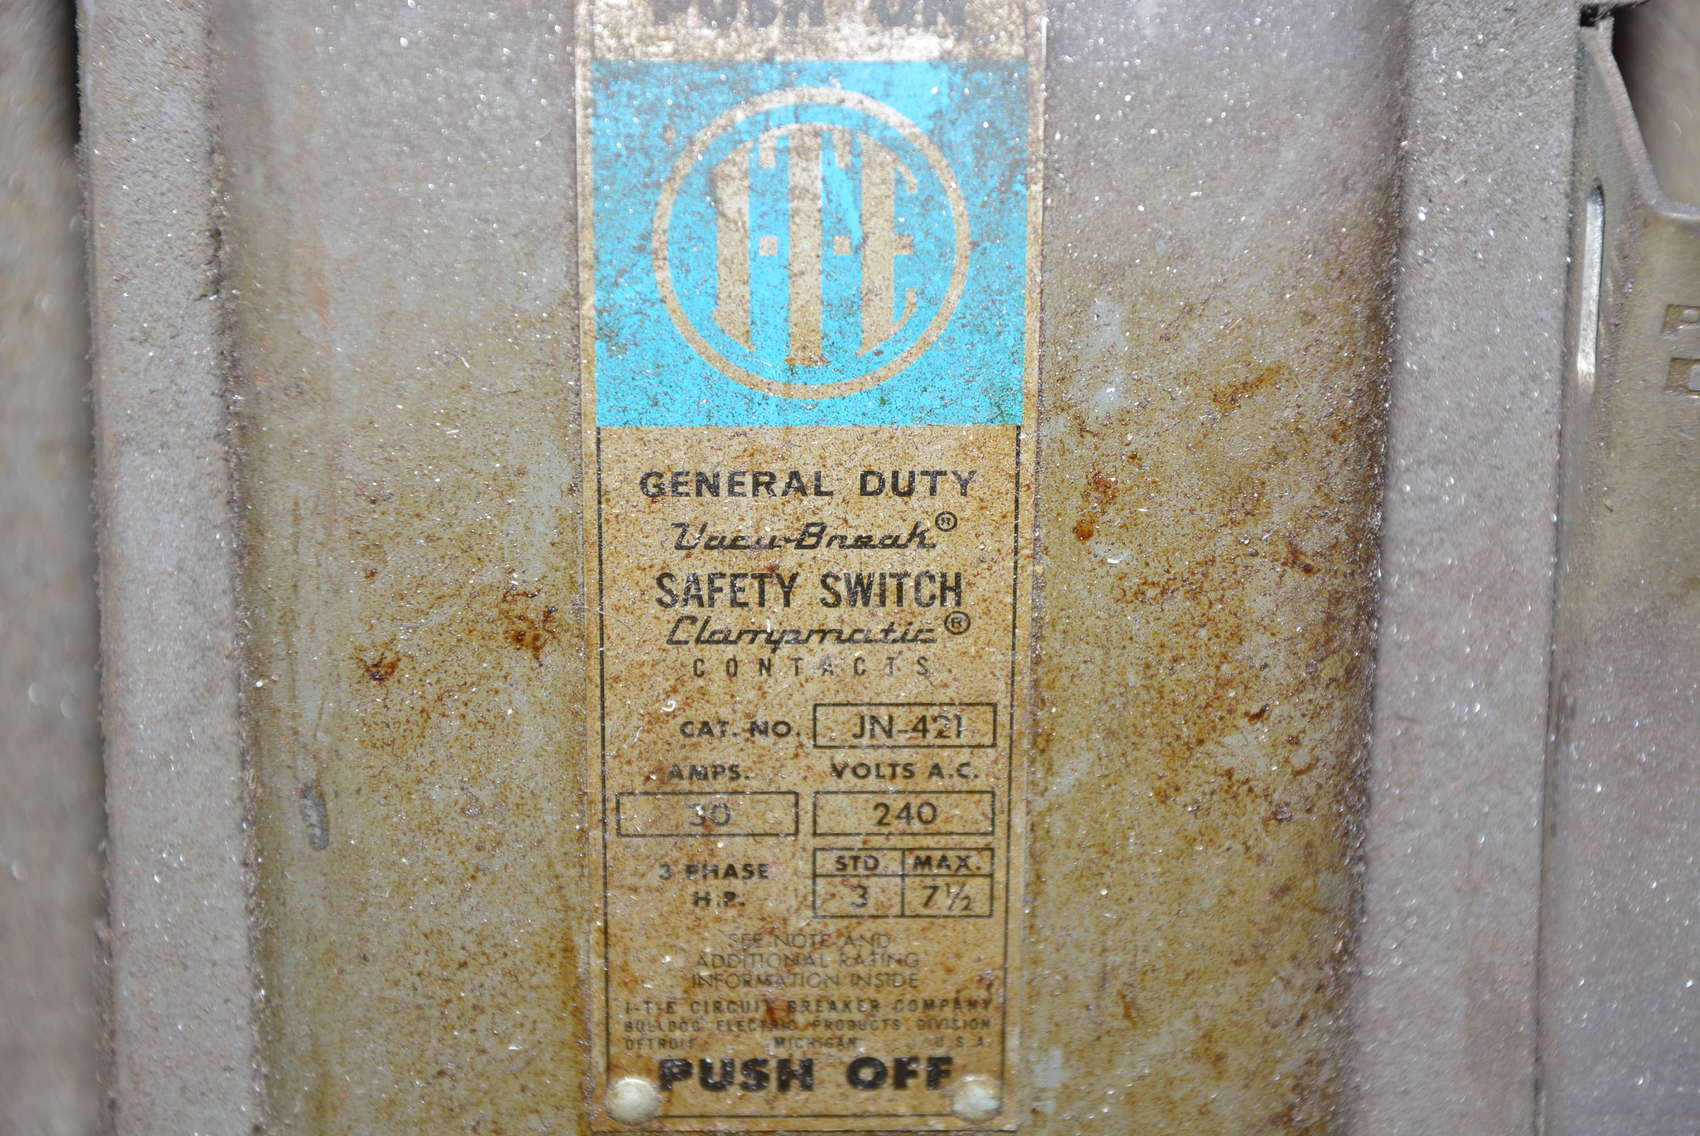 I·T·E
GENERAL DUTY
Vacu-Break®
SAFETY SWITCH
Clampmatic®
CONTACTS
CAT. NO. JN-421
AMPS. VOLTS A.C.
30 240
3 PHASE STD. MAX.
H.P. 3 7½
SEE NOTE AND
ADDITIONAL RATING
INFORMATION INSIDE
I-T-E CIRCUIT BREAKER COMPANY
BULLDOG ELECTRIC PRODUCTS DIVISION
DETROIT MICHIGAN U.S.A.
PUSH OFF